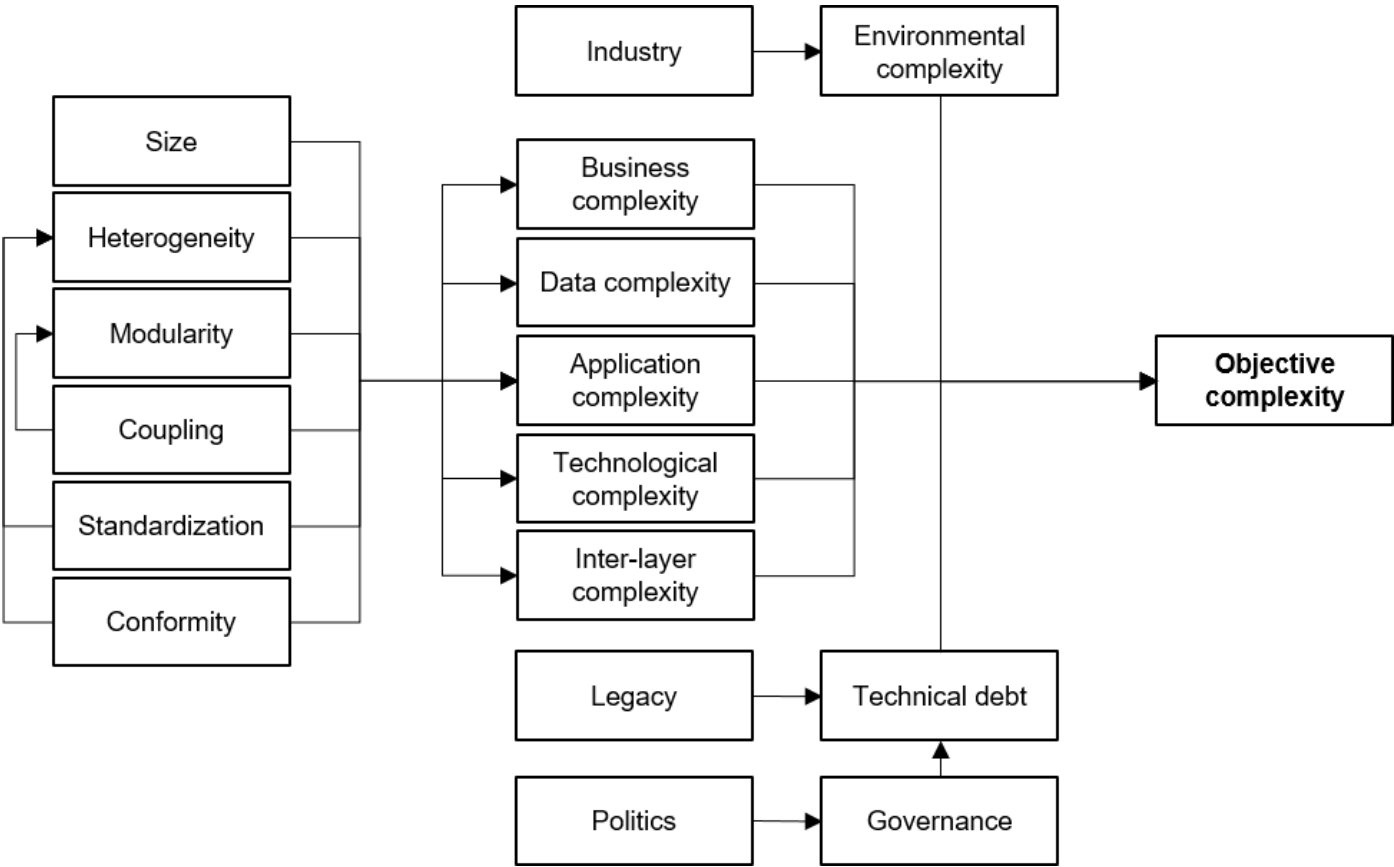 Industry
Environmental
complexity
Size
Heterogeneity
Modularity
Coupling
Standardization
Conformity
Business
complexity
Data complexity
Application
complexity
Technological
complexity
Inter-layer
complexity
Objective
complexity
Legacy
Technical debt
Politics
Governance